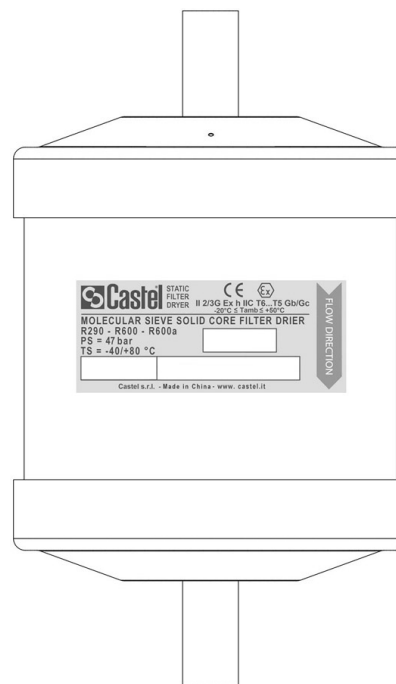 Castel
STATIC
FILTER
DRYER
CE Ex
II 2/3G Ex h IIC T6...T5 Gb/Gc
-20°C ≤ Tamb ≤ +50°C
MOLECULAR SIEVE SOLID CORE FILTER DRIER
R290 - R600 - R600a
PS = 47 bar
TS = -40/+80 °C
Castel s.r.l. - Made in China - www. castel.it
FLOW DIRECTION